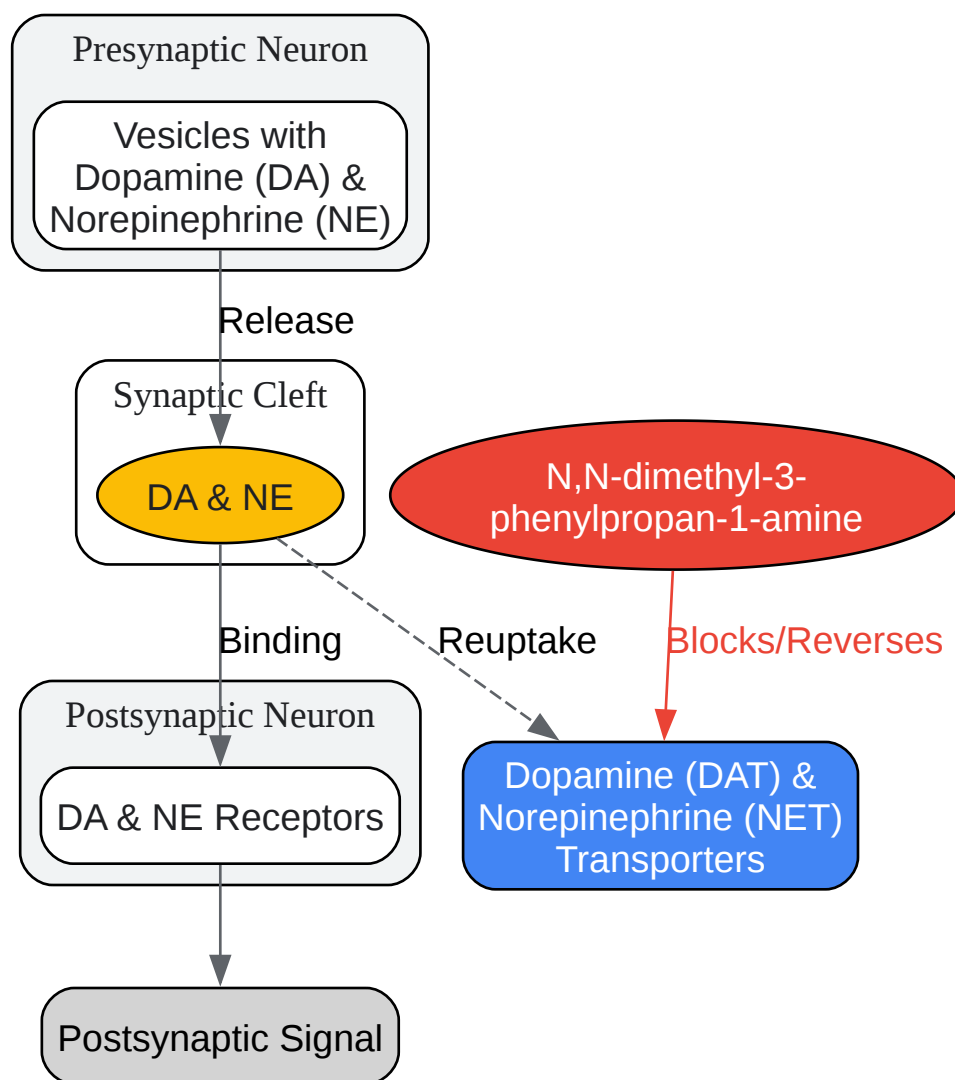 Presynaptic Neuron
Vesicles with
Dopamine (DA) &
Norepinephrine (NE)
Release
Synaptic Cleft
DA & NE
N,N-dimethyl-3-
phenylpropan-1-amine
Binding
Reuptake
Blocks/Reverses
Postsynaptic Neuron
DA & NE Receptors
Dopamine (DAT) &
Norepinephrine (NET)
Transporters
Postsynaptic Signal